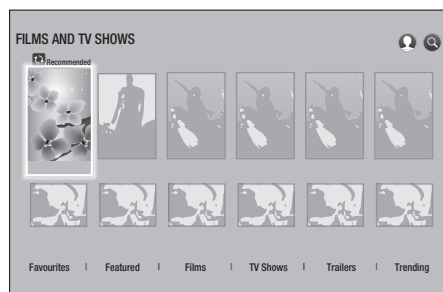 FILMS AND TV SHOWS
Recommended
Favourites | Featured | Films | TV Shows | Trailers | Trending